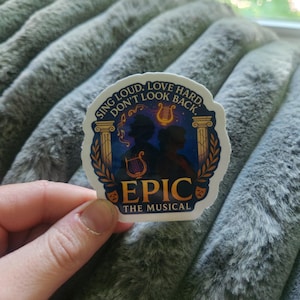 SING LOUD. LOVE HARD.
DON'T LOOK BACK.
EPIC
THE MUSICAL